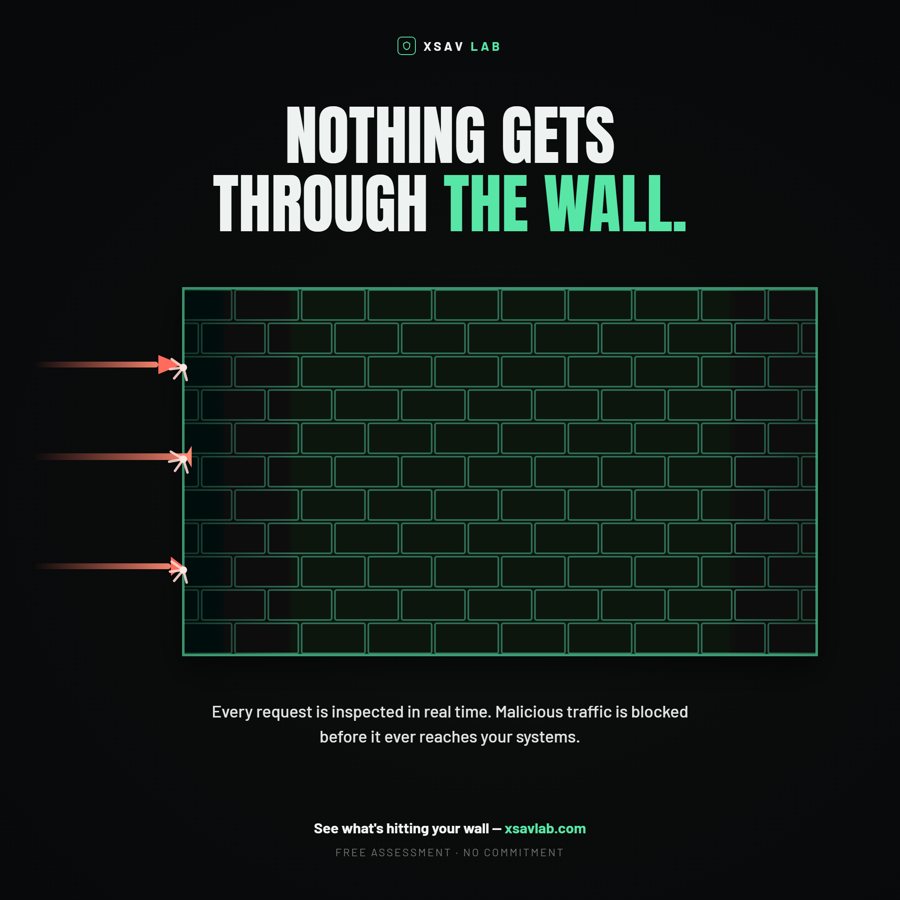 XSAV LAB
NOTHING GETS
THROUGH THE WALL.
Every request is inspected in real time. Malicious traffic is blocked
before it ever reaches your systems.
See what's hitting your wall — xsavlab.com
FREE ASSESSMENT · NO COMMITMENT